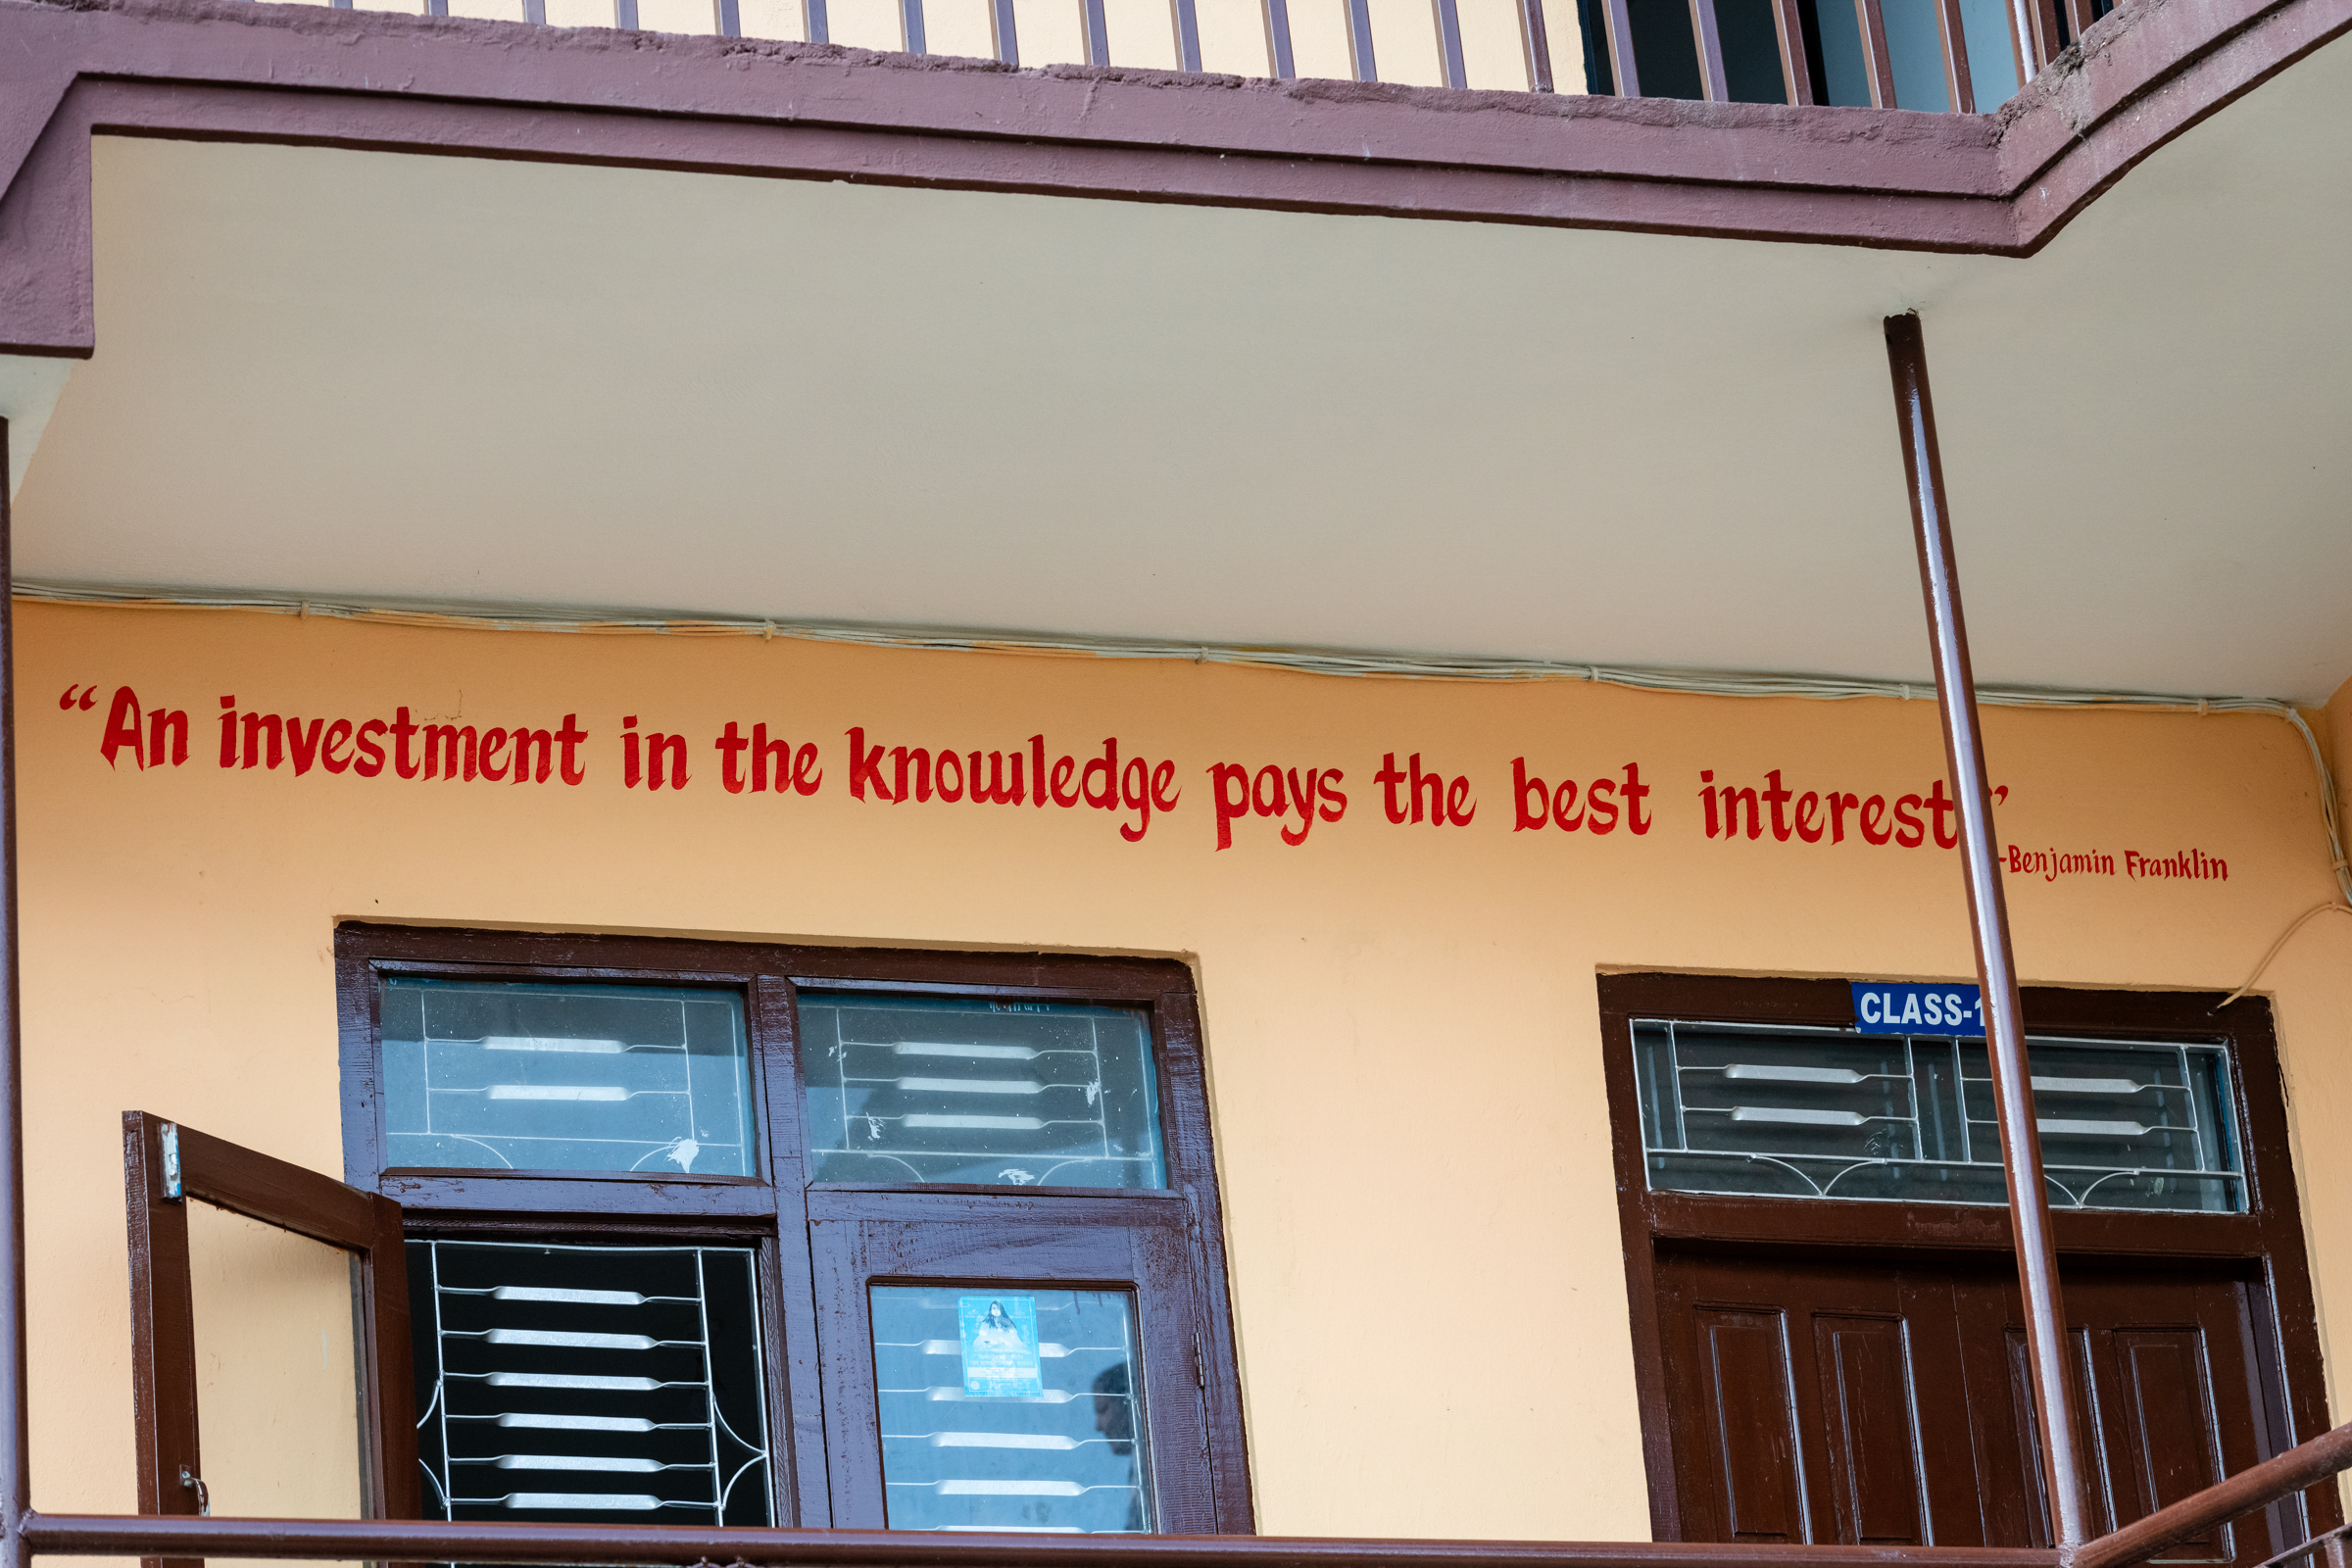 “An investment in the knowledge pays the best interest”
-Benjamin Franklin
CLASS-1